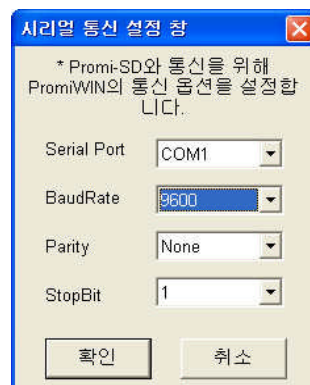 시리얼 통신 설정 창
* Promi-SD와 통신을 위해
PromiWIN의 통신 옵션을 설정합
니다.
Serial Port COM1
BaudRate 9600
Parity None
StopBit 1
확인 취소